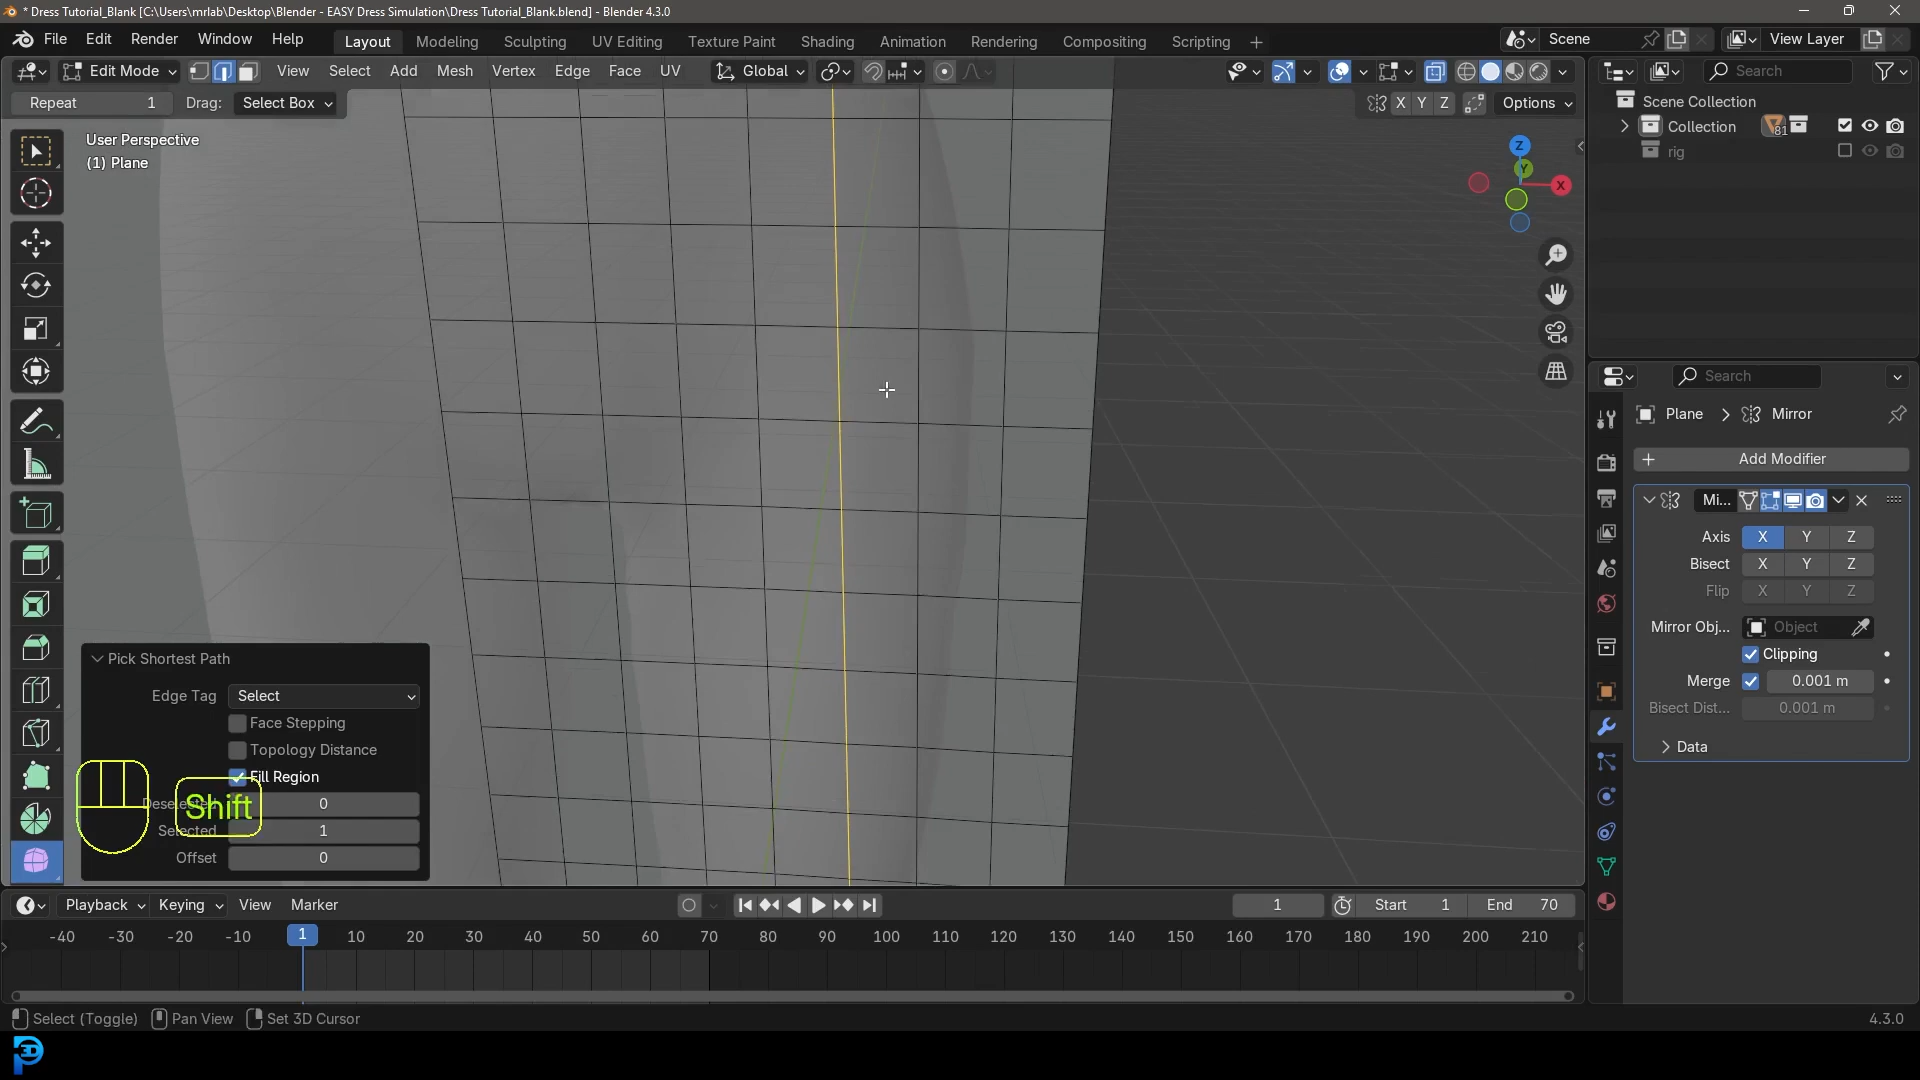 * Dress Tutorial_Blank [C:\Users\mrlab\Desktop\Blender - EASY Dress Simulation\Dress Tutorial_Blank.blend] - Blender 4.3.0
File Edit Render Window Help Layout Modeling Sculpting UV Editing Texture Paint Shading Animation Rendering Compositing Scripting + Scene View Layer
Edit Mode View Select Add Mesh Vertex Edge Face UV Global Search
Repeat 1 Drag: Select Box X Y Z Options
Scene Collection
Collection 81
rig
User Perspective
(1) Plane
Z
Y
X
Search
Plane > Mirror
+ Add Modifier
Mi...
Axis X Y Z
Bisect X Y Z
Flip X Y Z
Mirror Obj... Object
Clipping
Merge 0.001 m
Bisect Dist... 0.001 m
Data
Pick Shortest Path
Edge Tag Select
Face Stepping
Topology Distance
Fill Region
Deselected 0
Shift
Selected 1
Offset 0
Playback Keying View Marker 1 Start 1 End 70
-40 -30 -20 -10 1 10 20 30 40 50 60 70 80 90 100 110 120 130 140 150 160 170 180 190 200 210
Select (Toggle) Pan View Set 3D Cursor 4.3.0